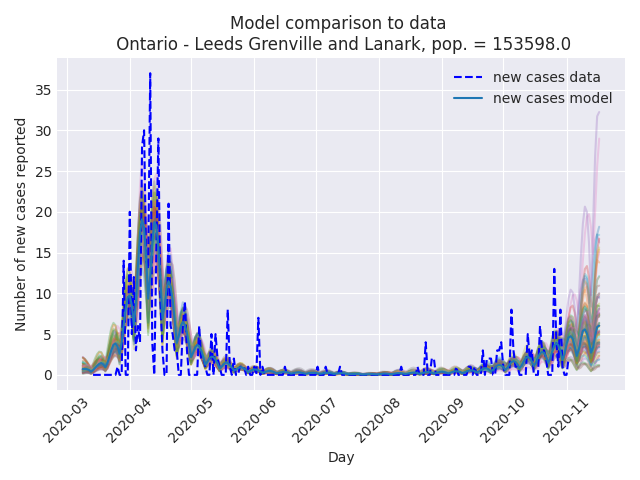 Model comparison to data
Ontario - Leeds Grenville and Lanark, pop. = 153598.0
new cases data
new cases model
Number of new cases reported
35
30
25
20
15
10
5
0
2020-03
2020-04
2020-05
2020-06
2020-07
2020-08
2020-09
2020-10
2020-11
Day